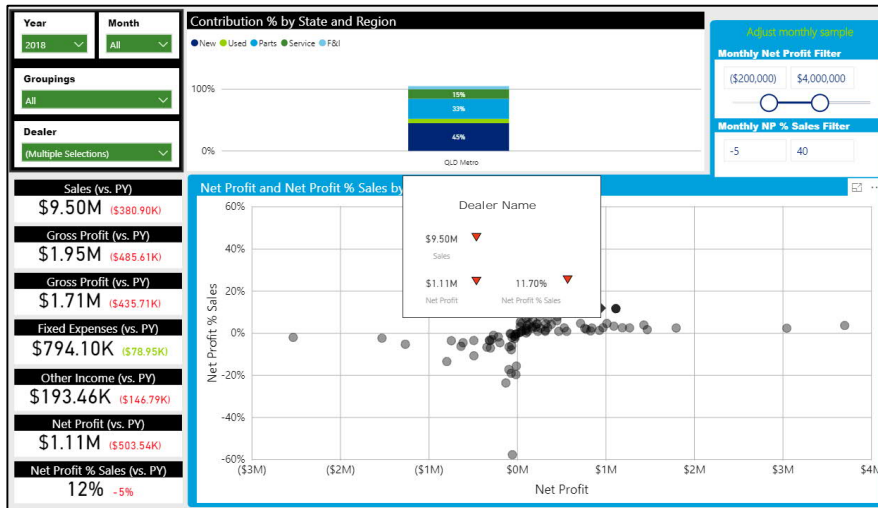 Year
2018
Month
All
Groupings
All
Dealer
(Multiple Selections)
Contribution % by State and Region
New Used Parts Service F&I
100%
0%
15%
33%
45%
QLD Metro
Adjust monthly sample
Monthly Net Profit Filter
($200,000) $4,000,000
Monthly NP % Sales Filter
-5 40
Sales (vs. PY)
$9.50M ($380.90K)
Gross Profit (vs. PY)
$1.95M ($485.61K)
Gross Profit (vs. PY)
$1.71M ($435.71K)
Fixed Expenses (vs. PY)
$794.10K ($78.95K)
Other Income (vs. PY)
$193.46K ($146.79K)
Net Profit (vs. PY)
$1.11M ($503.54K)
Net Profit % Sales (vs. PY)
12% -5%
Net Profit and Net Profit % Sales by
Dealer Name
$9.50M
Sales
$1.11M 11.70%
Net Profit Net Profit % Sales
Net Profit % Sales
60%
40%
20%
0%
-20%
-40%
-60%
($3M) ($2M) ($1M) $0M $1M $2M $3M $4M
Net Profit